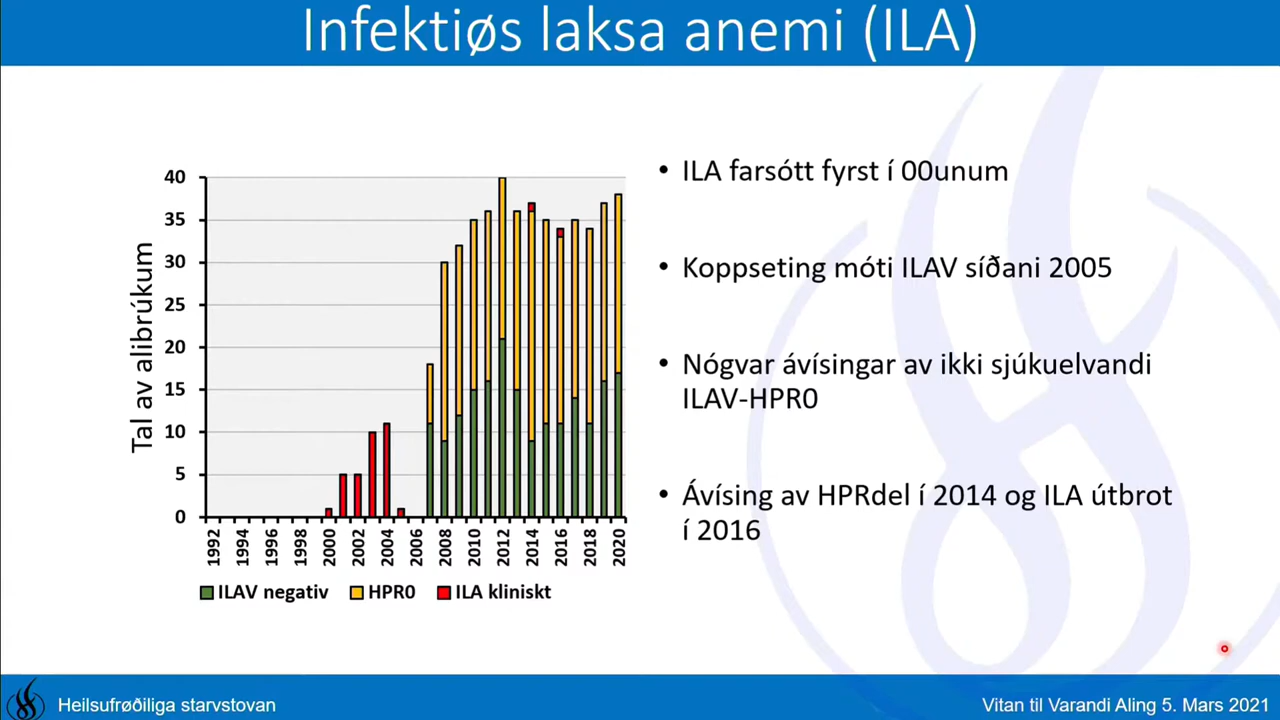 Infektiøs laksa anemi (ILA)
Tal av alibrúkum
40
35
30
25
20
15
10
5
0
1992
1994
1996
1998
2000
2002
2004
2006
2008
2010
2012
2014
2016
2018
2020
ILAV negativ
HPR0
ILA kliniskt
• ILA farsótt fyrst í 00unum
• Koppseting móti ILAV síðani 2005
• Nógvar ávísingar av ikki sjúkuelvandi
ILAV-HPR0
• Ávísing av HPRdel í 2014 og ILA útbrot
í 2016
Heilsufrøðiliga starvstovan
Vitan til Varandi Aling 5. Mars 2021